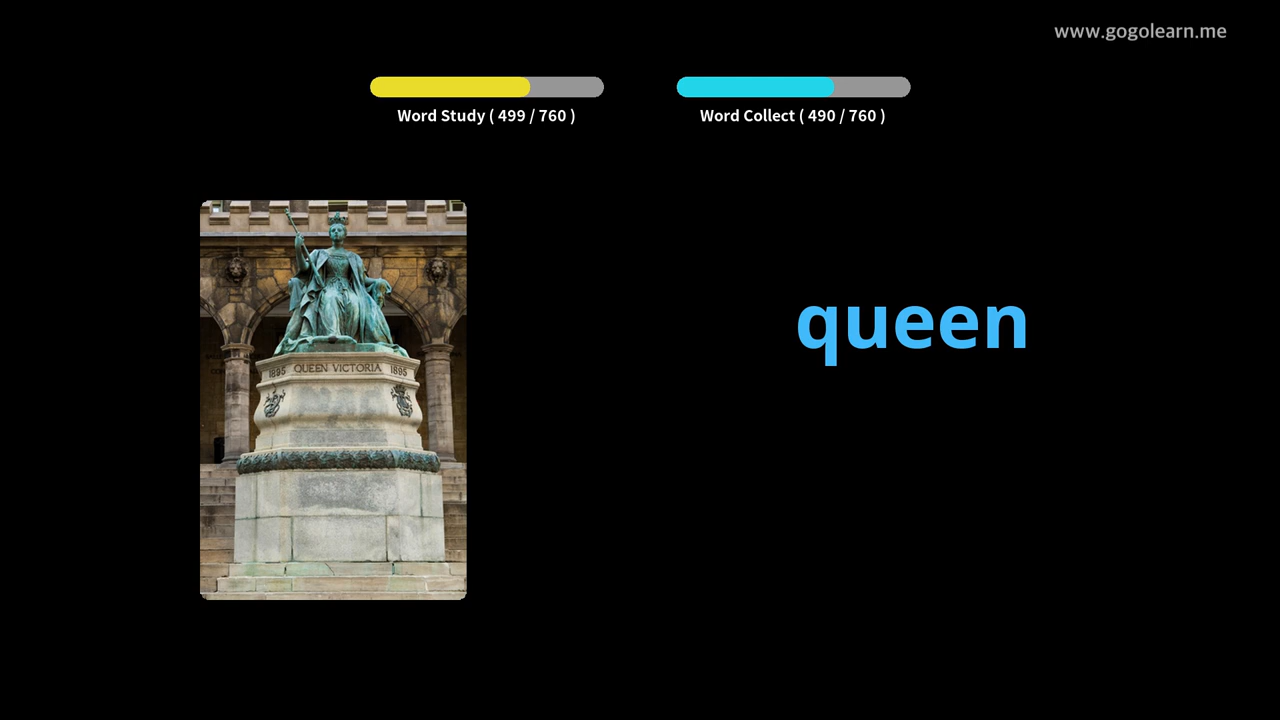 www.gogolearn.me
Word Study ( 499 / 760 )
Word Collect ( 490 / 760 )
1895 QUEEN VICTORIA 1895
queen